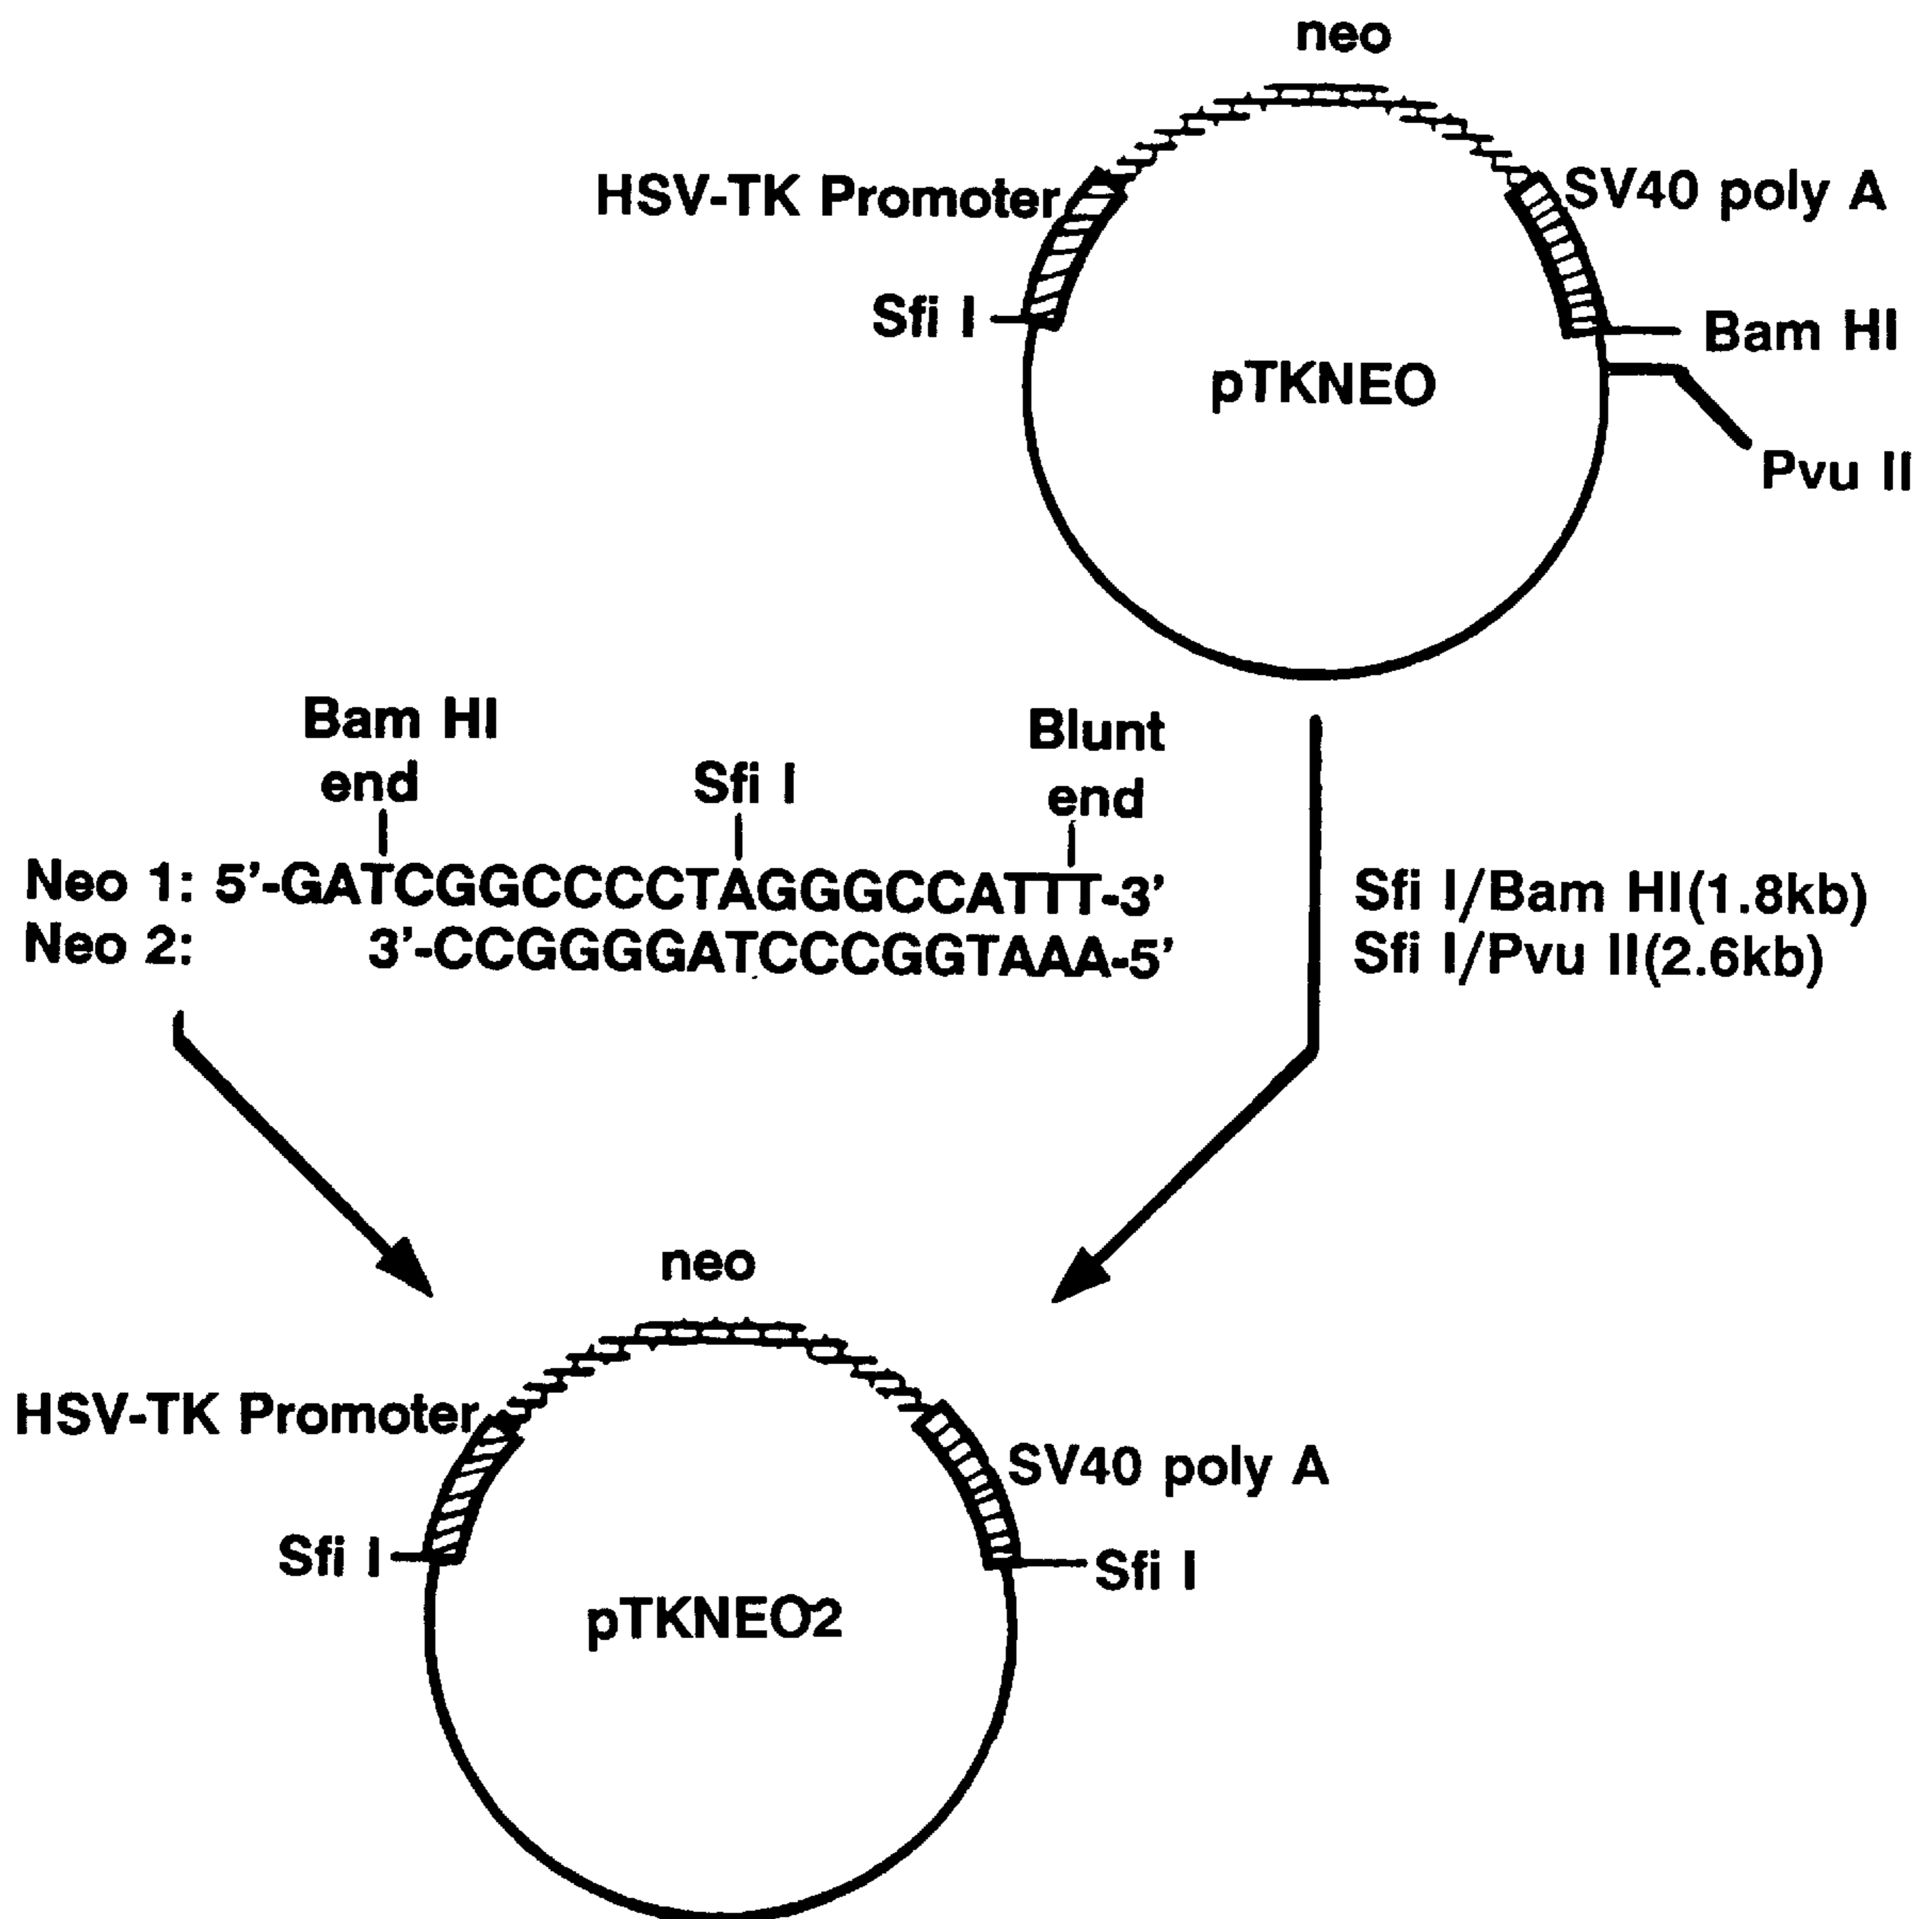 neo
HSV-TK Promoter
SV40 poly A
Sfi I
Bam HI
pTKNEO
Pvu II
Bam HI
end
Sfi I
Blunt
end
Neo 1: 5'-GATCGGCCCCTAGGGCCATTT-3'
Neo 2: 3'-CCGGGGATCCCGGTAAA-5'
Sfi I/Bam HI(1.8kb)
Sfi I/Pvu II(2.6kb)
neo
HSV-TK Promoter
SV40 poly A
Sfi I
Sfi I
pTKNEO2